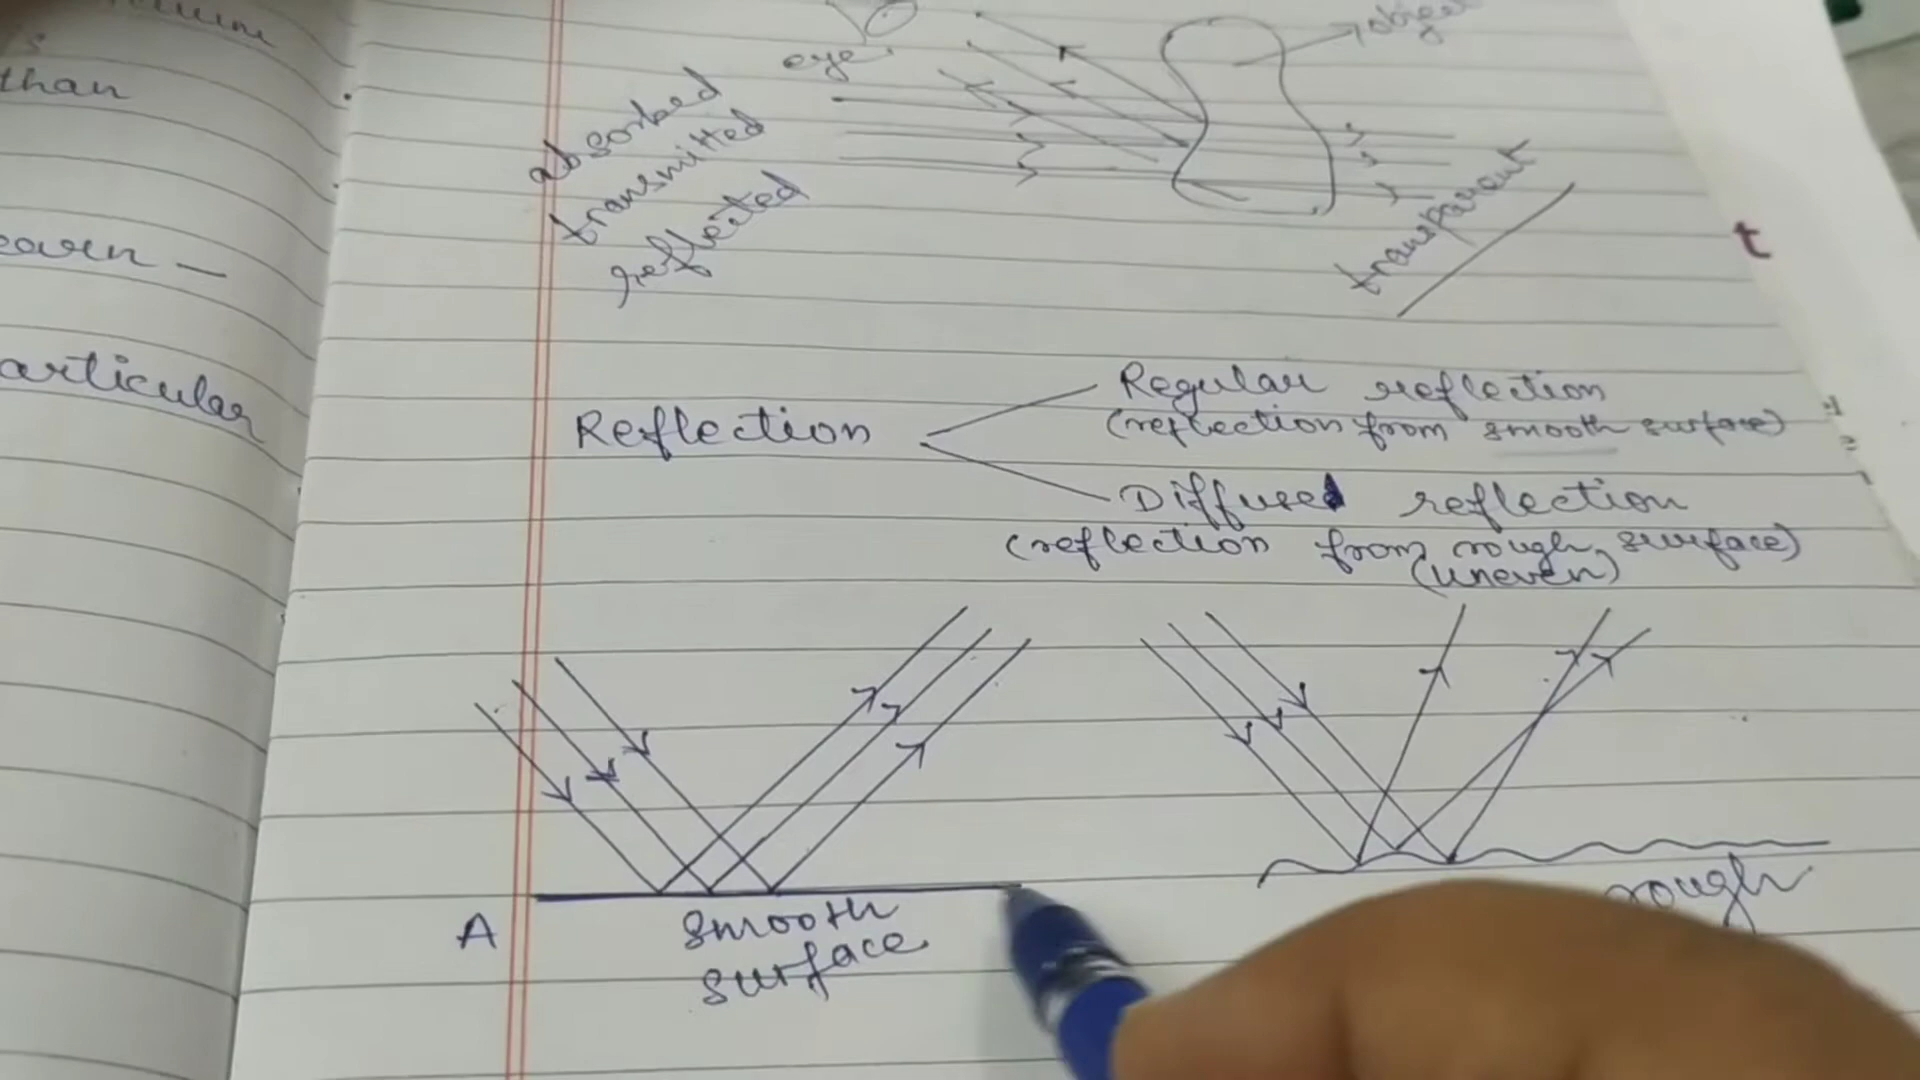 than
earn –
articular
eye
object
absorbed
transmitted
reflected
transparent
t
Reflection
Regular reflection
(reflection from smooth surface)
Diffused reflection
(reflection from rough surface)
(uneven)
A
smooth
surface
rough